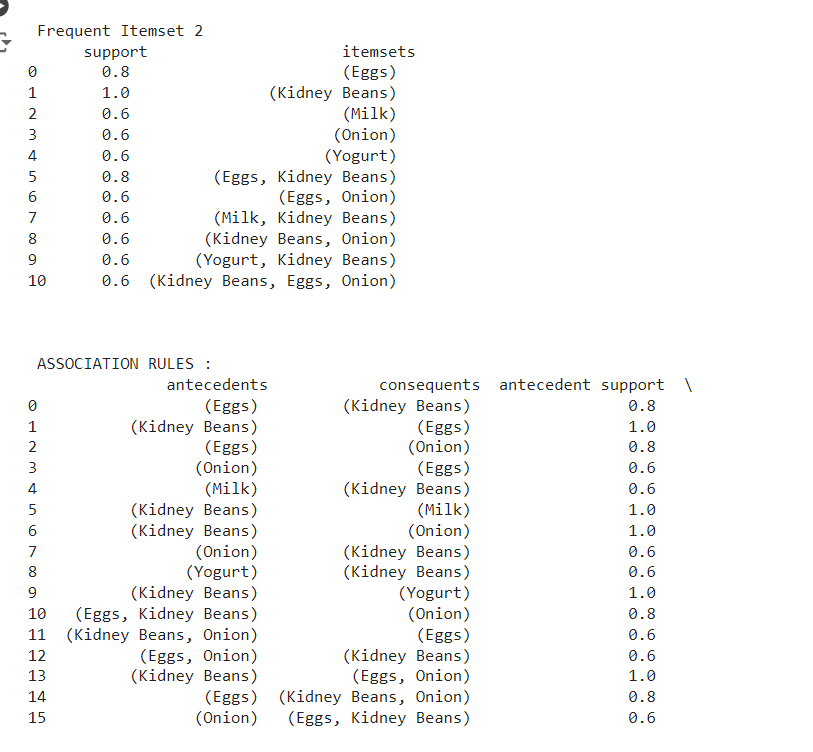 Frequent Itemset 2
support itemsets
0 0.8 (Eggs)
1 1.0 (Kidney Beans)
2 0.6 (Milk)
3 0.6 (Onion)
4 0.6 (Yogurt)
5 0.8 (Eggs, Kidney Beans)
6 0.6 (Eggs, Onion)
7 0.6 (Milk, Kidney Beans)
8 0.6 (Kidney Beans, Onion)
9 0.6 (Yogurt, Kidney Beans)
10 0.6 (Kidney Beans, Eggs, Onion)
ASSOCIATION RULES :
antecedents consequents antecedent support \
0 (Eggs) (Kidney Beans) 0.8
1 (Kidney Beans) (Eggs) 1.0
2 (Eggs) (Onion) 0.8
3 (Onion) (Eggs) 0.6
4 (Milk) (Kidney Beans) 0.6
5 (Kidney Beans) (Milk) 1.0
6 (Kidney Beans) (Onion) 1.0
7 (Onion) (Kidney Beans) 0.6
8 (Yogurt) (Kidney Beans) 0.6
9 (Kidney Beans) (Yogurt) 1.0
10 (Eggs, Kidney Beans) (Onion) 0.8
11 (Kidney Beans, Onion) (Eggs) 0.6
12 (Eggs, Onion) (Kidney Beans) 0.6
13 (Kidney Beans) (Eggs, Onion) 1.0
14 (Eggs) (Kidney Beans, Onion) 0.8
15 (Onion) (Eggs, Kidney Beans) 0.6